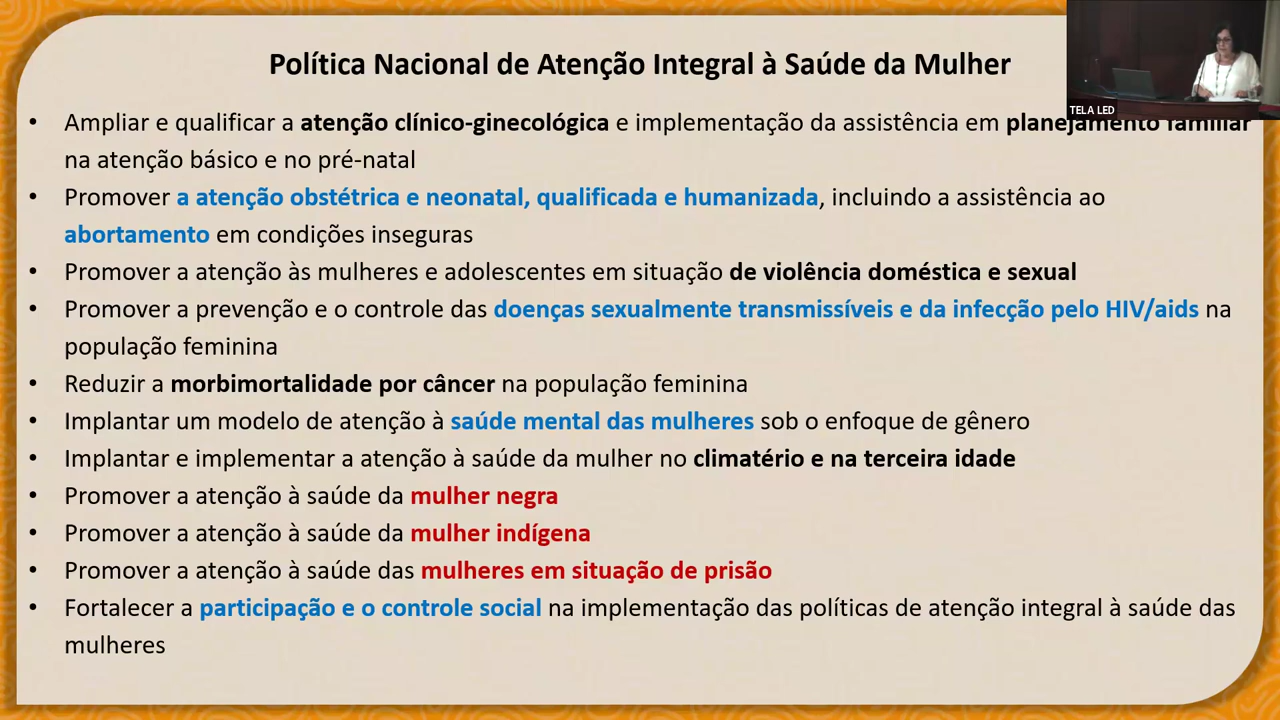 Política Nacional de Atenção Integral à Saúde da Mulher
TELA LED
• Ampliar e qualificar a atenção clínico-ginecológica e implementação da assistência em planejamento familiar
na atenção básico e no pré-natal
• Promover a atenção obstétrica e neonatal, qualificada e humanizada, incluindo a assistência ao
abortamento em condições inseguras
• Promover a atenção às mulheres e adolescentes em situação de violência doméstica e sexual
• Promover a prevenção e o controle das doenças sexualmente transmissíveis e da infecção pelo HIV/aids na
população feminina
• Reduzir a morbimortalidade por câncer na população feminina
• Implantar um modelo de atenção à saúde mental das mulheres sob o enfoque de gênero
• Implantar e implementar a atenção à saúde da mulher no climatério e na terceira idade
• Promover a atenção à saúde da mulher negra
• Promover a atenção à saúde da mulher indígena
• Promover a atenção à saúde das mulheres em situação de prisão
• Fortalecer a participação e o controle social na implementação das políticas de atenção integral à saúde das
mulheres